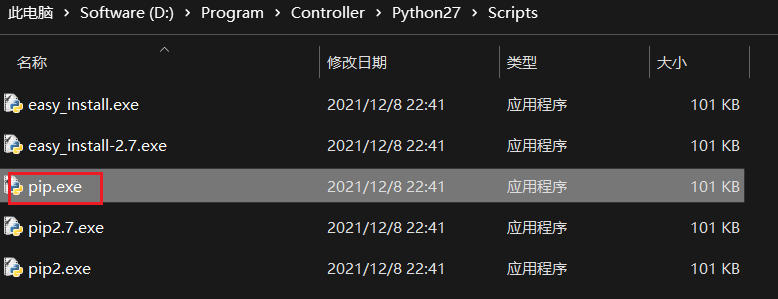 此电脑 > Software (D:) > Program > Controller > Python27 > Scripts
名称 修改日期 类型 大小
easy_install.exe 2021/12/8 22:41 应用程序 101 KB
easy_install-2.7.exe 2021/12/8 22:41 应用程序 101 KB
pip.exe 2021/12/8 22:41 应用程序 101 KB
pip2.7.exe 2021/12/8 22:41 应用程序 101 KB
pip2.exe 2021/12/8 22:41 应用程序 101 KB